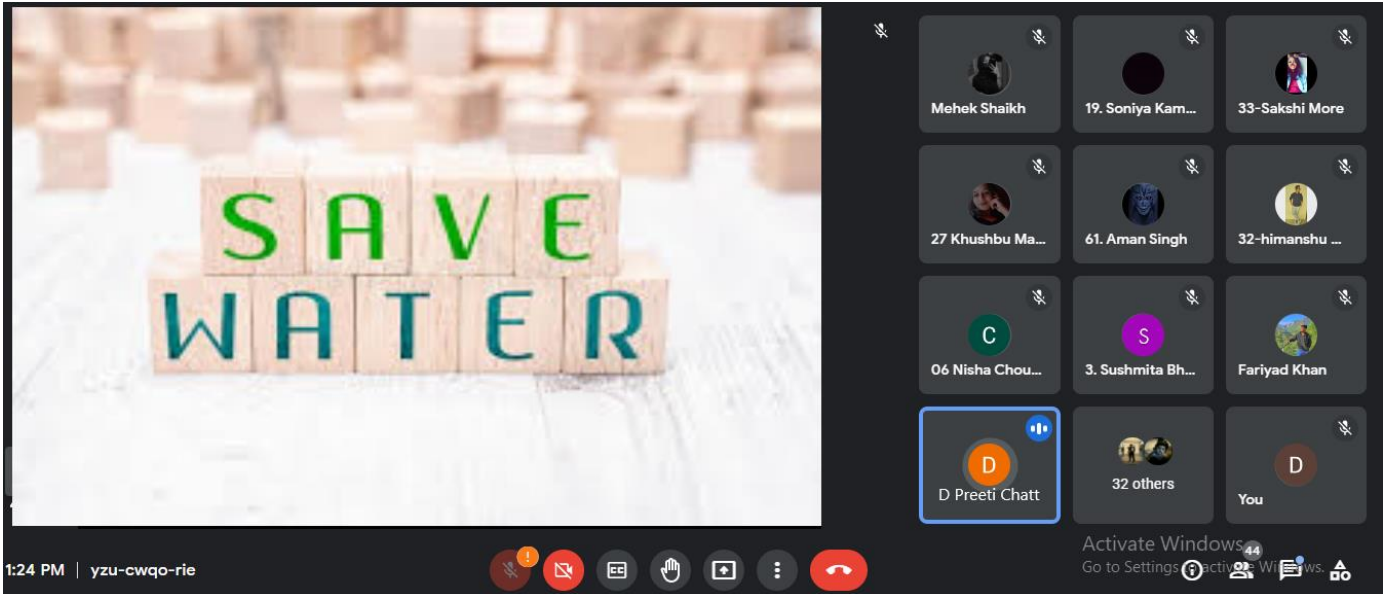 SAVE
WATER
Mehek Shaikh
19. Soniya Kam...
33-Sakshi More
27 Khushbu Ma...
61. Aman Singh
32-himanshu ...
C
06 Nisha Chou...
S
3. Sushmita Bh...
Fariyad Khan
D
D Preeti Chatt
32 others
D
You
1:24 PM | yzu-cwqo-rie
!
CC
Activate Windows
44
Go to Settings to activate Windows.